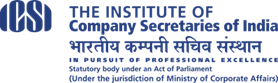 ICSI
THE INSTITUTE OF
Company Secretaries of India
भारतीय कम्पनी सचिव संस्थान
IN PURSUIT OF PROFESSIONAL EXCELLENCE
Statutory body under an Act of Parliament
(Under the jurisdiction of Ministry of Corporate Affairs)